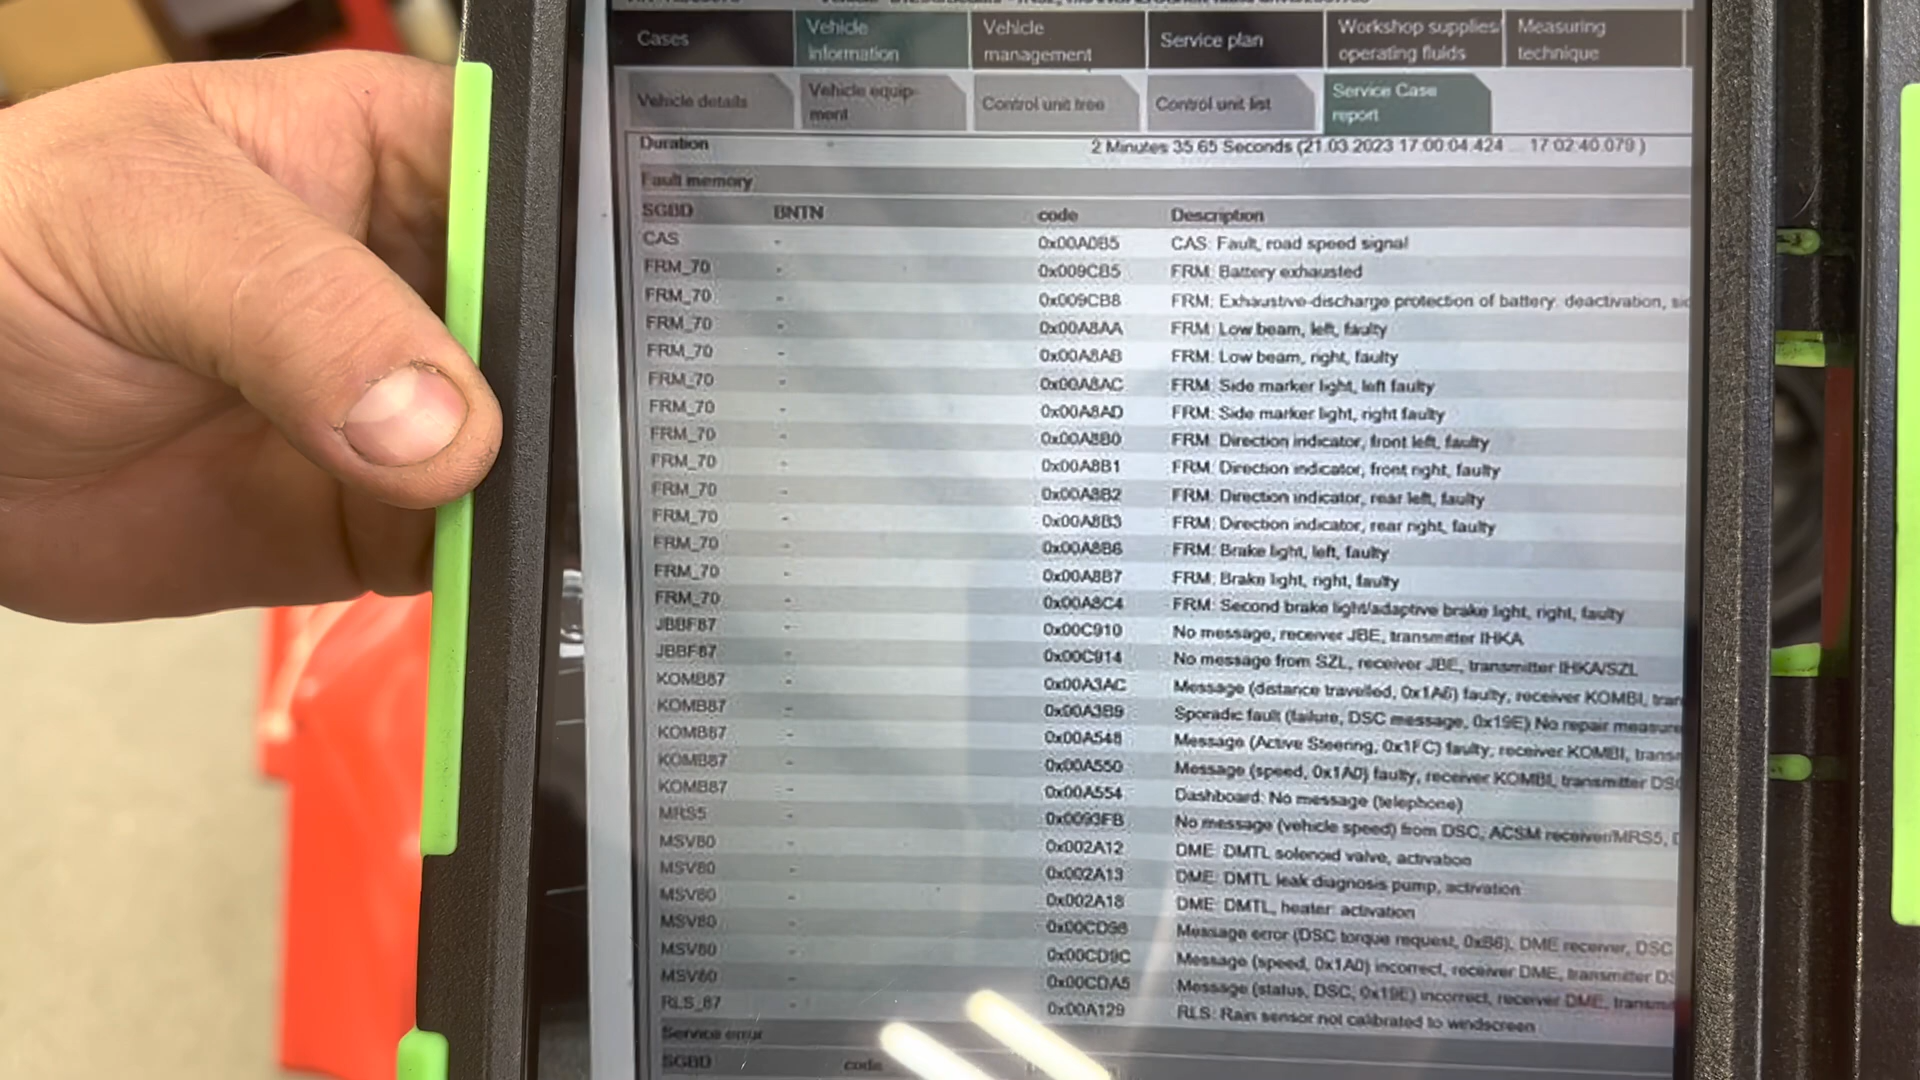 Cases
Vehicle information
Vehicle management
Service plan
Workshop supplies/ operating fluids
Measuring technique
Vehicle details
Vehicle equip- ment
Control unit tree
Control unit list
Service Case report
Duration 2 Minutes 35.65 Seconds (21.03.2023 17:00:04.424 ... 17:02:40.079 )
Fault memory
SGBD BNTN code Description
CAS - 0x00A0B5 CAS: Fault, road speed signal
FRM_70 - 0x009CB5 FRM: Battery exhausted
FRM_70 - 0x009CB8 FRM: Exhaustive-discharge protection of battery: deactivation,
FRM_70 - 0x00A8AA FRM: Low beam, left, faulty
FRM_70 - 0x00A8AB FRM: Low beam, right, faulty
FRM_70 - 0x00A8AC FRM: Side marker light, left faulty
FRM_70 - 0x00A8AD FRM: Side marker light, right faulty
FRM_70 - 0x00A8B0 FRM: Direction indicator, front left, faulty
FRM_70 - 0x00A8B1 FRM: Direction indicator, front right, faulty
FRM_70 - 0x00A8B2 FRM: Direction indicator, rear left, faulty
FRM_70 - 0x00A8B3 FRM: Direction indicator, rear right, faulty
FRM_70 - 0x00A8B6 FRM: Brake light, left, faulty
FRM_70 - 0x00A8B7 FRM: Brake light, right, faulty
FRM_70 - 0x00A8C4 FRM: Second brake light/adaptive brake light, right, faulty
JBBF87 - 0x00C910 No message, receiver JBE, transmitter IHKA
JBBF87 - 0x00C914 No message from SZL, receiver JBE, transmitter IHKA/SZL
KOMB87 - 0x00A3AC Message (distance travelled, 0x1A6) faulty, receiver KOMBI, tran
KOMB87 - 0x00A3B9 Sporadic fault (failure, DSC message, 0x19E) No repair measure
KOMB87 - 0x00A548 Message (Active Steering, 0x1FC) faulty; receiver KOMBI, trans
KOMB87 - 0x00A550 Message (speed, 0x1A0) faulty, receiver KOMBI, transmitter DSC
KOMB87 - 0x00A554 Dashboard: No message (telephone)
MRS5 - 0x0093FB No message (vehicle speed) from DSC, ACSM receiver/MRS5, D
MSV80 - 0x002A12 DME: DMTL solenoid valve, activation
MSV80 - 0x002A13 DME: DMTL leak diagnosis pump, activation
MSV80 - 0x002A18 DME: DMTL, heater: activation
MSV80 - 0x00CD98 Message error (DSC torque request, 0xB6), DME receiver, DSC
MSV80 - 0x00CD9C Message (speed, 0x1A0) incorrect, receiver DME, transmitter DS
MSV80 - 0x00CDA5 Message (status, DSC, 0x19E) incorrect, receiver DME, transm
RLS_87 - 0x00A129 RLS: Rain sensor not calibrated to windscreen
Service error
SGBD code